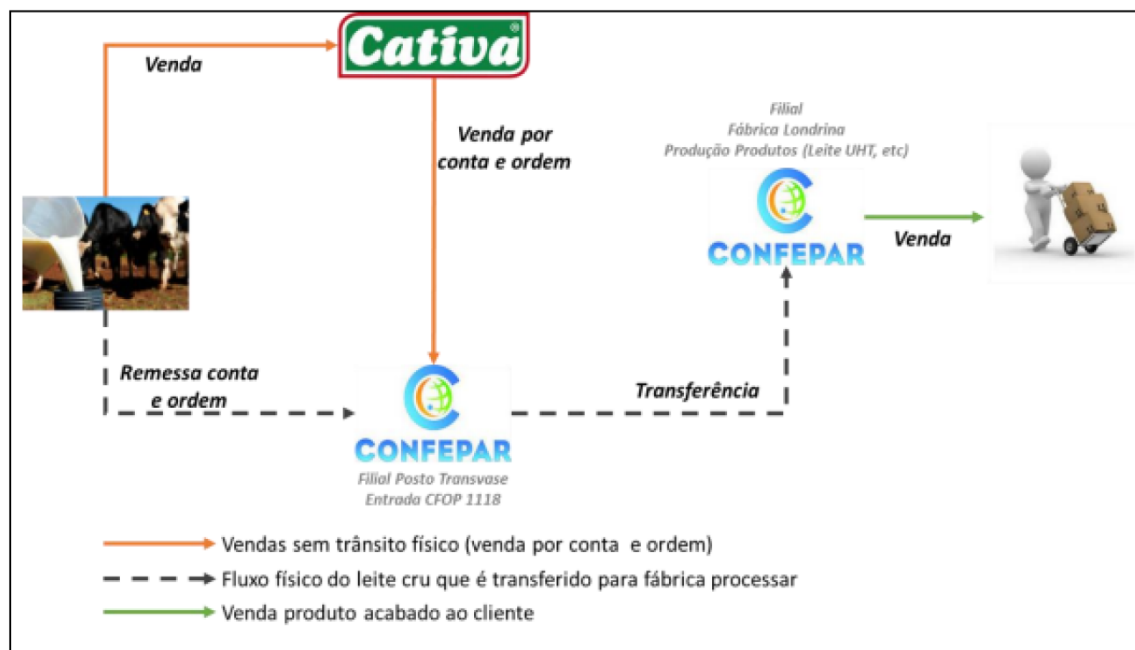 Cativa®
Venda
Venda por
conta e ordem
Filial
Fábrica Londrina
Produção Produtos (Leite UHT, etc)
CONFEPAR
Venda
Remessa conta
e ordem
Transferência
CONFEPAR
Filial Posto Transvase
Entrada CFOP 1118
Vendas sem trânsito físico (venda por conta e ordem)
Fluxo físico do leite cru que é transferido para fábrica processar
Venda produto acabado ao cliente